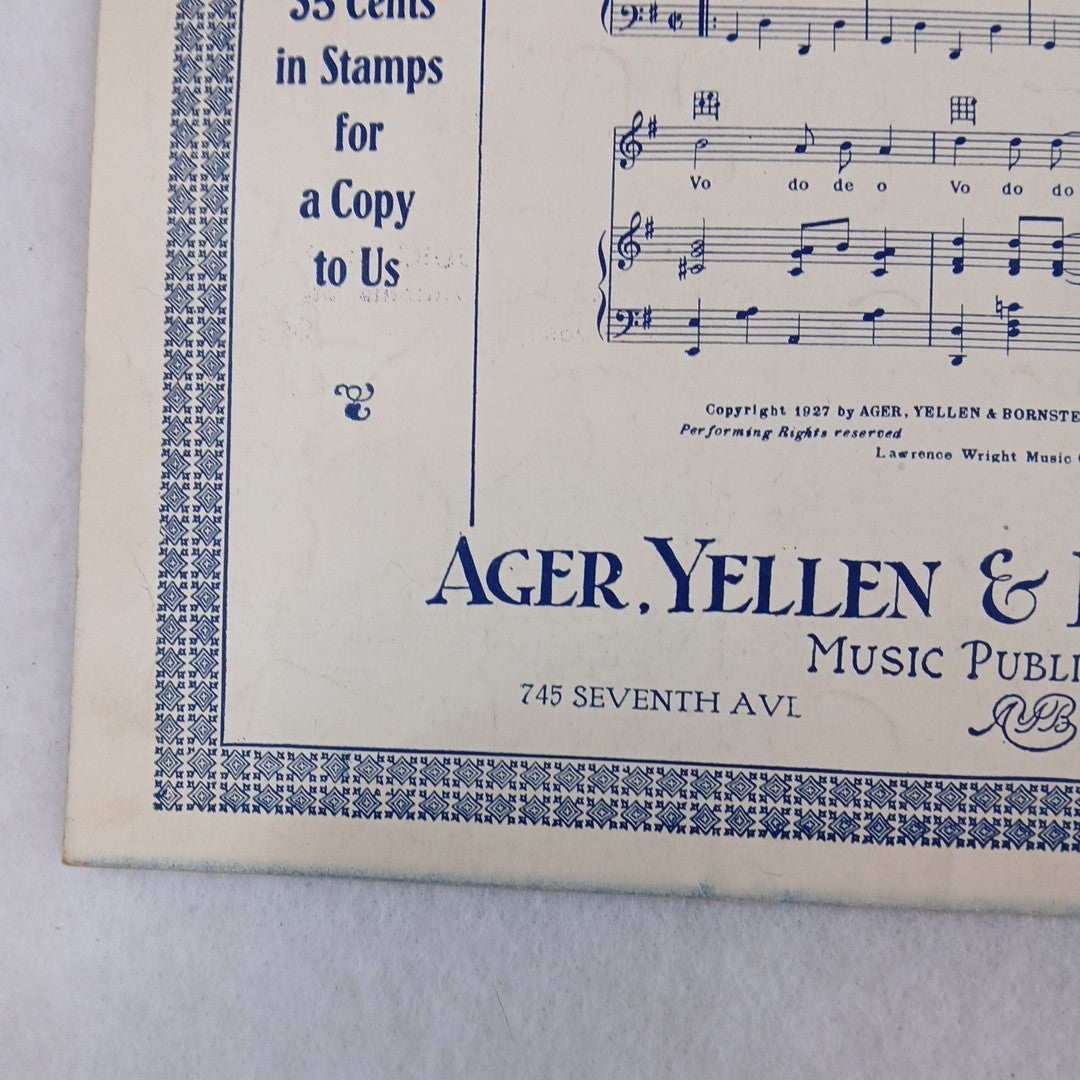 35 Cents
in Stamps
for
a Copy
to Us
Vo do de o Vo do do
Copyright 1927 by AGER, YELLEN & BORNSTE
Performing Rights reserved
Lawrence Wright Music
AGER, YELLEN &
MUSIC PUBLI
745 SEVENTH AVE
AYB